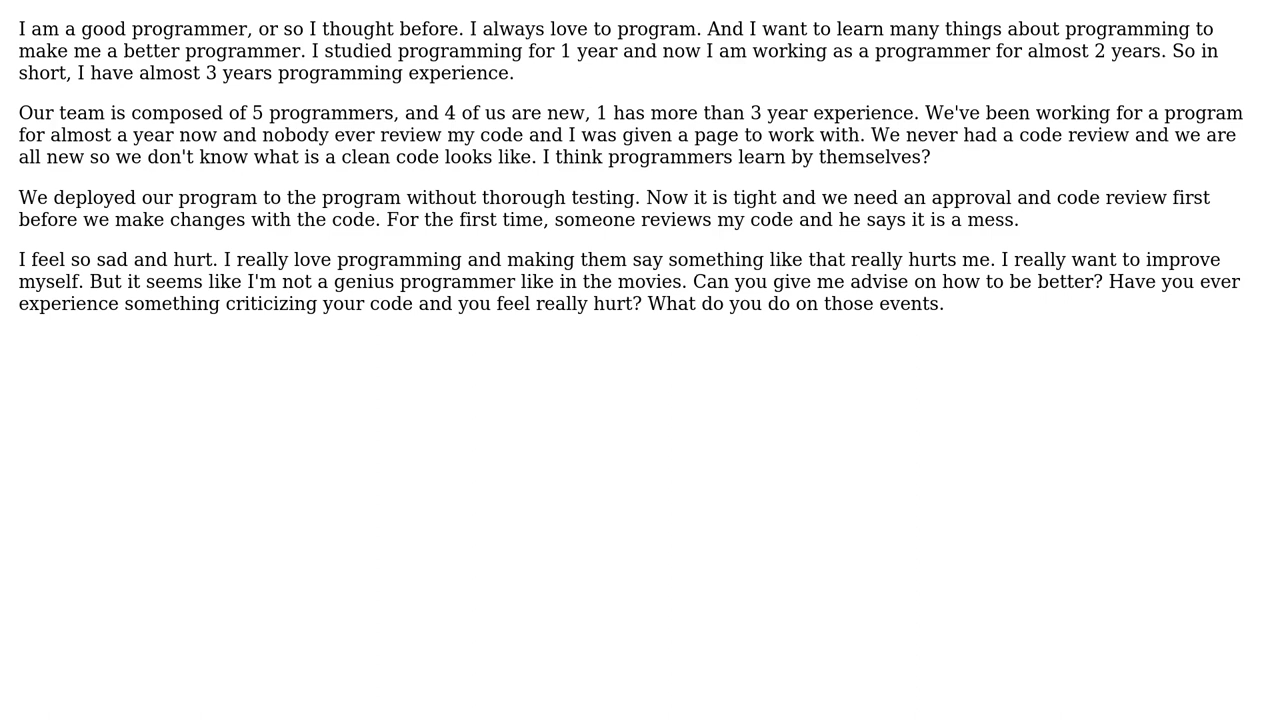 I am a good programmer, or so I thought before. I always love to program. And I want to learn many things about programming to
make me a better programmer. I studied programming for 1 year and now I am working as a programmer for almost 2 years. So in
short, I have almost 3 years programming experience.
Our team is composed of 5 programmers, and 4 of us are new, 1 has more than 3 year experience. We've been working for a program
for almost a year now and nobody ever review my code and I was given a page to work with. We never had a code review and we are
all new so we don't know what is a clean code looks like. I think programmers learn by themselves?
We deployed our program to the program without thorough testing. Now it is tight and we need an approval and code review first
before we make changes with the code. For the first time, someone reviews my code and he says it is a mess.
I feel so sad and hurt. I really love programming and making them say something like that really hurts me. I really want to improve
myself. But it seems like I'm not a genius programmer like in the movies. Can you give me advise on how to be better? Have you ever
experience something criticizing your code and you feel really hurt? What do you do on those events.